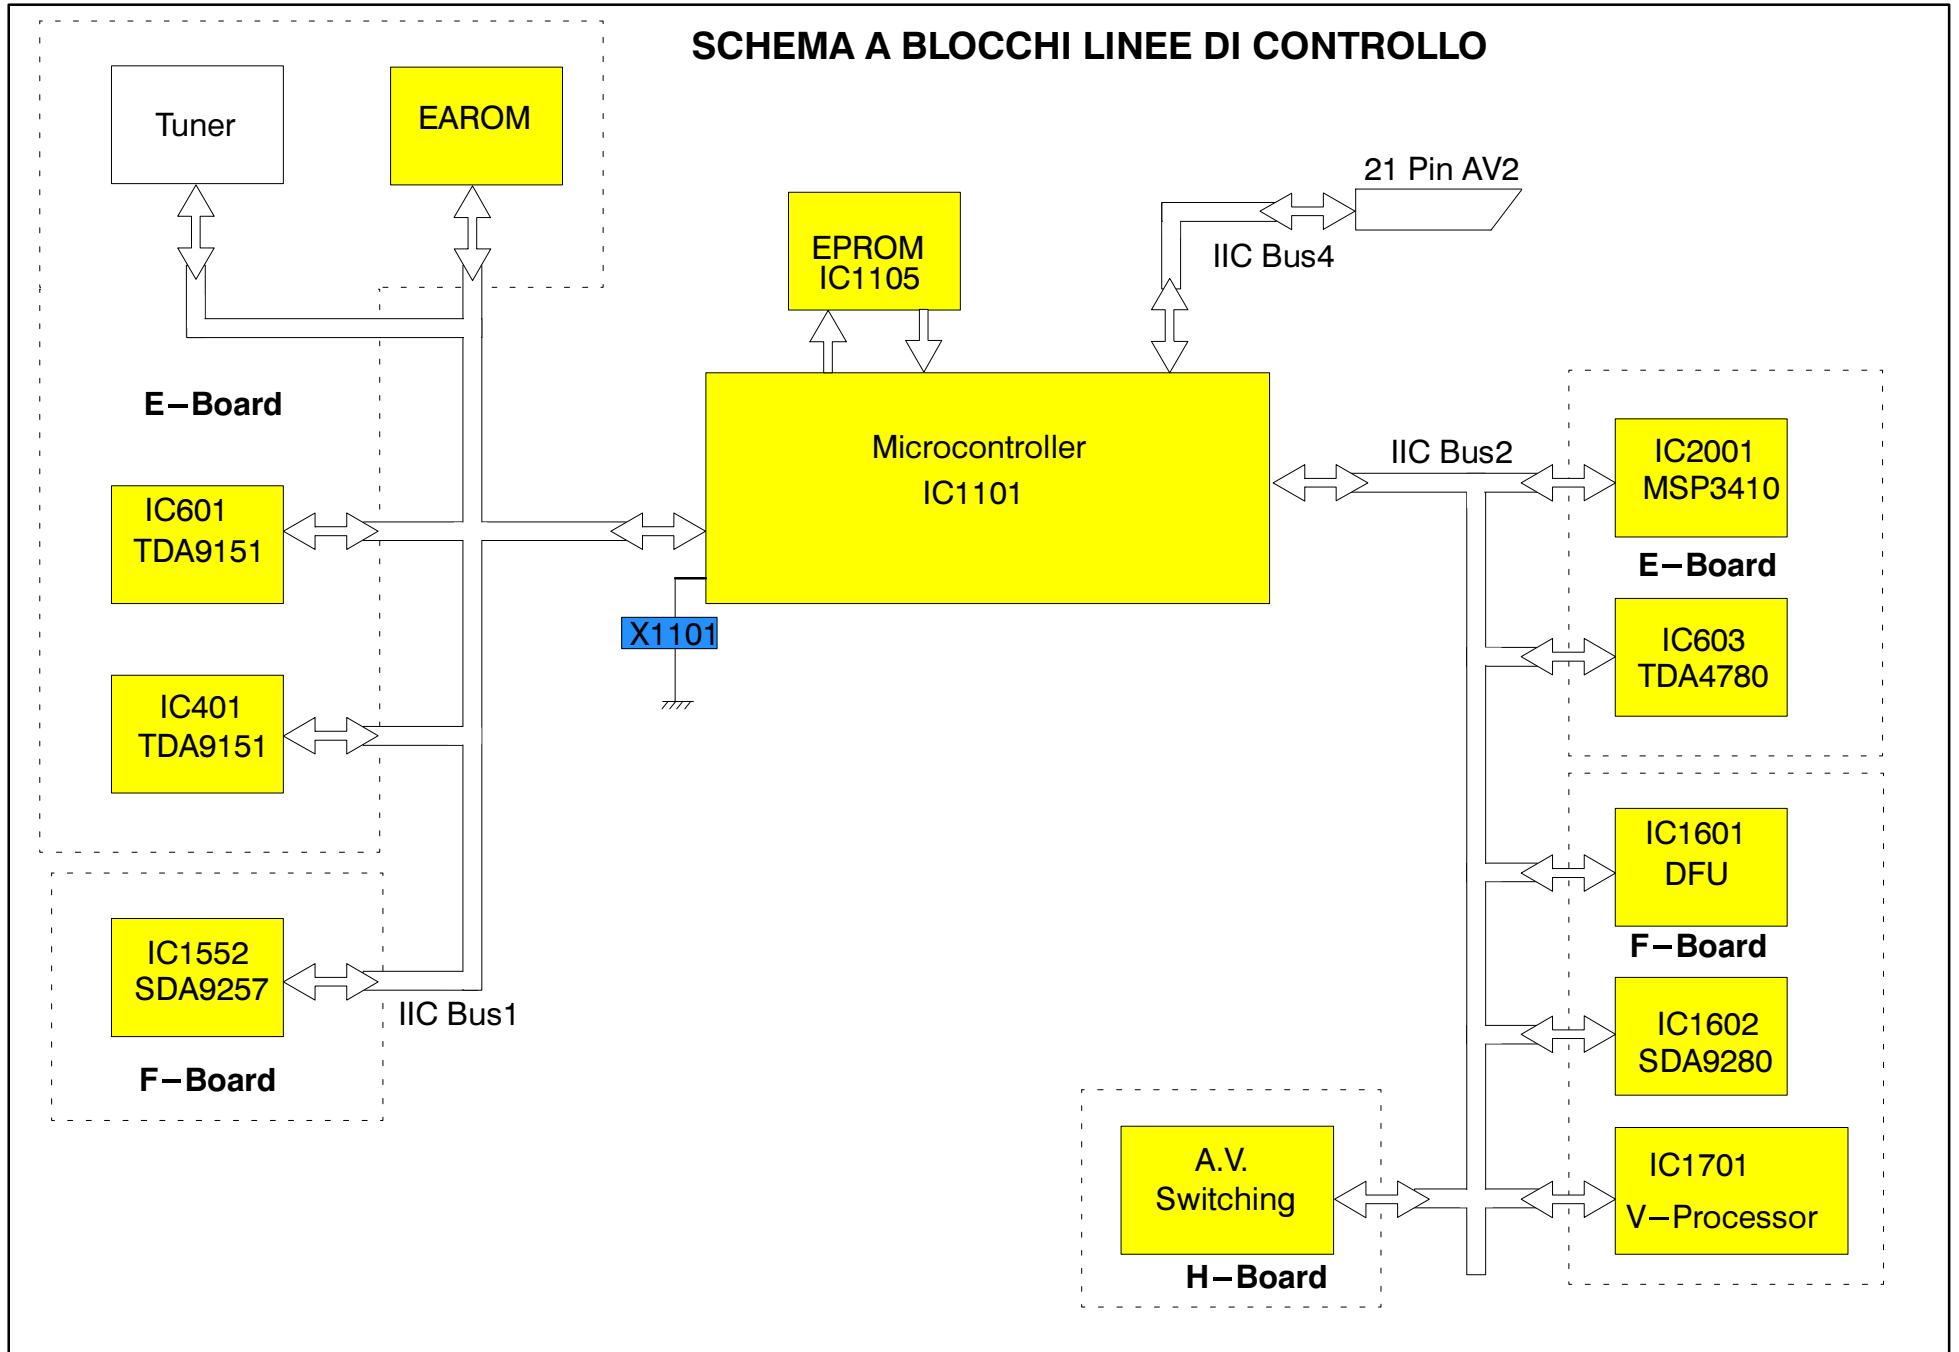 SCHEMA A BLOCCHI LINEE DI CONTROLLO
Tuner
EAROM
21 Pin AV2
EPROM
IC1105
IIC Bus4
E–Board
Microcontroller
IC1101
IIC Bus2
IC2001
MSP3410
E–Board
IC601
TDA9151
X1101
IC603
TDA4780
IC401
TDA9151
IC1601
DFU
F–Board
IC1552
SDA9257
IIC Bus1
F–Board
IC1602
SDA9280
A.V.
Switching
H–Board
IC1701
V–Processor